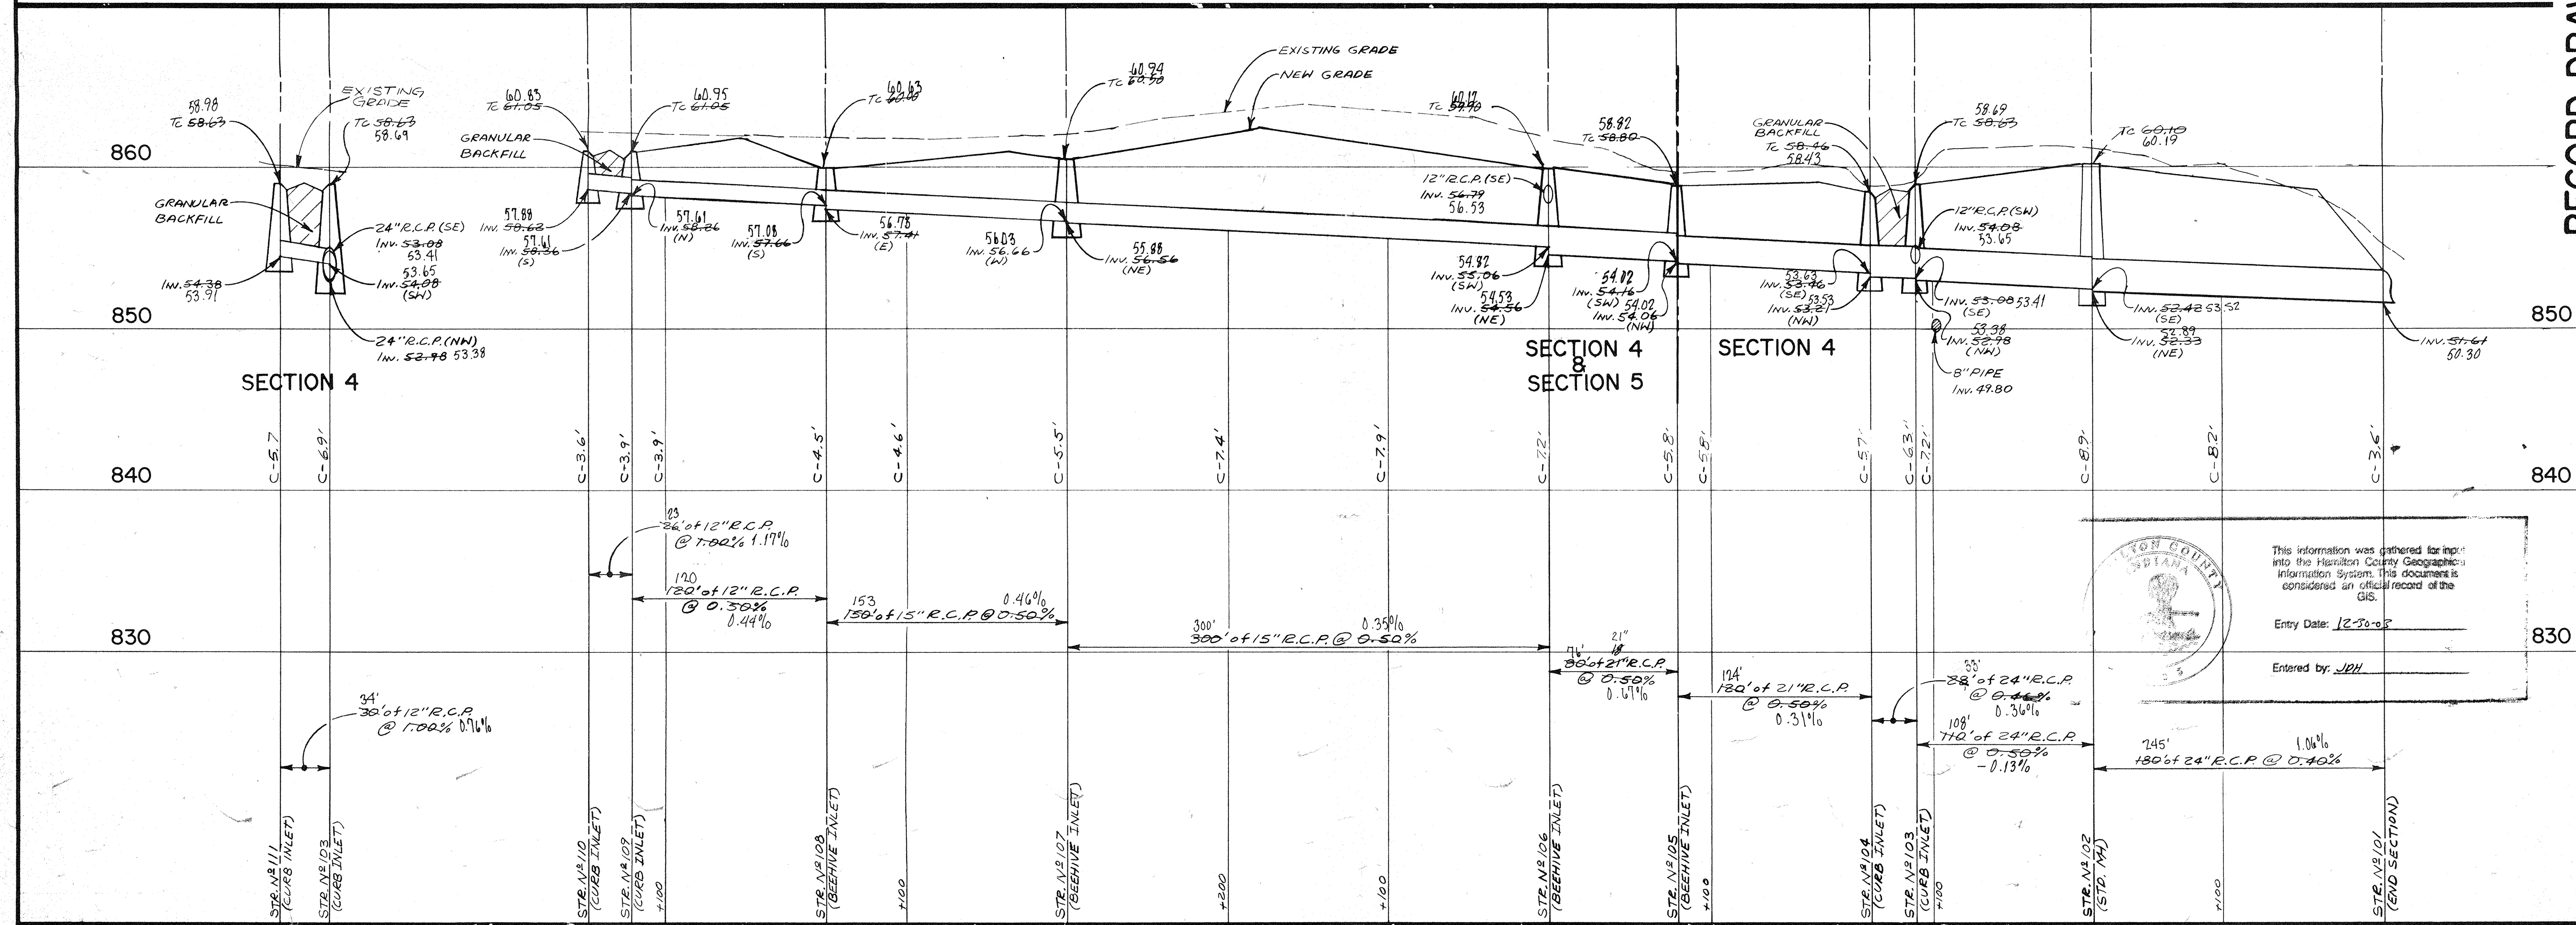 RECORD DRA
EXISTING GRADE
NEW GRADE
58.98
Tc 58.63
EXISTING
GRADE
Tc 58.63
58.69
60.83
Tc 61.05
60.95
Tc 61.05
60.63
Tc 60.00
60.94
Tc 60.50
60.12
Tc 59.90
58.82
Tc 58.80
GRANULAR
BACKFILL
Tc 58.46
58.43
58.69
Tc 58.63
Tc 60.10
60.19
860
GRANULAR
BACKFILL
GRANULAR
BACKFILL
24" R.C.P. (SE)
INV. 53.08
53.41
53.65
INV. 54.08
(SW)
INV. 54.38
53.91
24" R.C.P. (NW)
INV. 52.98 53.38
57.88
INV. 58.62
57.61
INV. 58.36
(S)
57.61
INV. 58.26
(N)
57.08
INV. 57.66
(S)
56.73
INV. 57.41
(E)
56.03
INV. 56.66
(W)
55.88
INV. 56.56
(NE)
12" R.C.P. (SE)
INV. 56.79
56.53
54.82
INV. 55.06
(SW)
54.53
INV. 54.56
(NE)
54.02
INV. 54.16
(SW)
54.02
INV. 54.06
(NW)
53.63
INV. 53.46
(SE)
53.53
INV. 53.21
(NW)
12" R.C.P. (SW)
INV. 54.08
53.65
INV. 53.08 53.41
(SE)
53.38
INV. 52.98
(NW)
8" PIPE
INV. 49.80
INV. 52.42 53.52
(SE)
52.89
INV. 52.33
(NE)
INV. 51.61
50.30
850
850
SECTION 4
SECTION 4
&
SECTION 5
SECTION 4
C-5.7
C-6.9'
C-3.6'
C-3.9'
C-3.9'
C-4.5'
C-4.6'
C-5.5'
C-7.4'
C-7.9'
C-7.2'
C-5.8'
C-5.8'
C-5.7'
C-6.3'
C-7.2'
C-8.9'
C-8.2'
C-3.6'
840
840
23
26' of 12" R.C.P.
@ 1.00% 1.17%
120
120' of 12" R.C.P.
@ 0.50%
0.44%
153 0.46%
150' of 15" R.C.P. @ 0.50%
300' 0.35%
300' of 15" R.C.P. @ 0.50%
21"
76' 18
80' of 21" R.C.P.
@ 0.50%
0.67%
124'
120' of 21" R.C.P.
@ 0.50%
0.31%
33'
28' of 24" R.C.P.
@ 0.46%
0.36%
108'
110' of 24" R.C.P.
@ 0.50%
-0.13%
245' 1.06%
180' of 24" R.C.P. @ 0.40%
34'
30' of 12" R.C.P.
@ 1.00% 0.76%
830
830
COUNTY
INDIANA
This information was gathered for input
into the Hamilton County Geographical
Information System. This document is
considered an official record of the
GIS.
Entry Date: 12-30-03
Entered by: JDH
STR. Nº 111
(CURB INLET)
STR. Nº 103
(CURB INLET)
STR. Nº 110
(CURB INLET)
STR. Nº 109
(CURB INLET)
+100
STR. Nº 108
(BEEHIVE INLET)
+100
STR. Nº 107
(BEEHIVE INLET)
+200
+100
STR. Nº 106
(BEEHIVE INLET)
STR. Nº 105
(BEEHIVE INLET)
+100
STR. Nº 104
(CURB INLET)
STR. Nº 103
(CURB INLET)
+100
STR. Nº 102
(STD. MH)
+100
STR. Nº 101
(END SECTION)